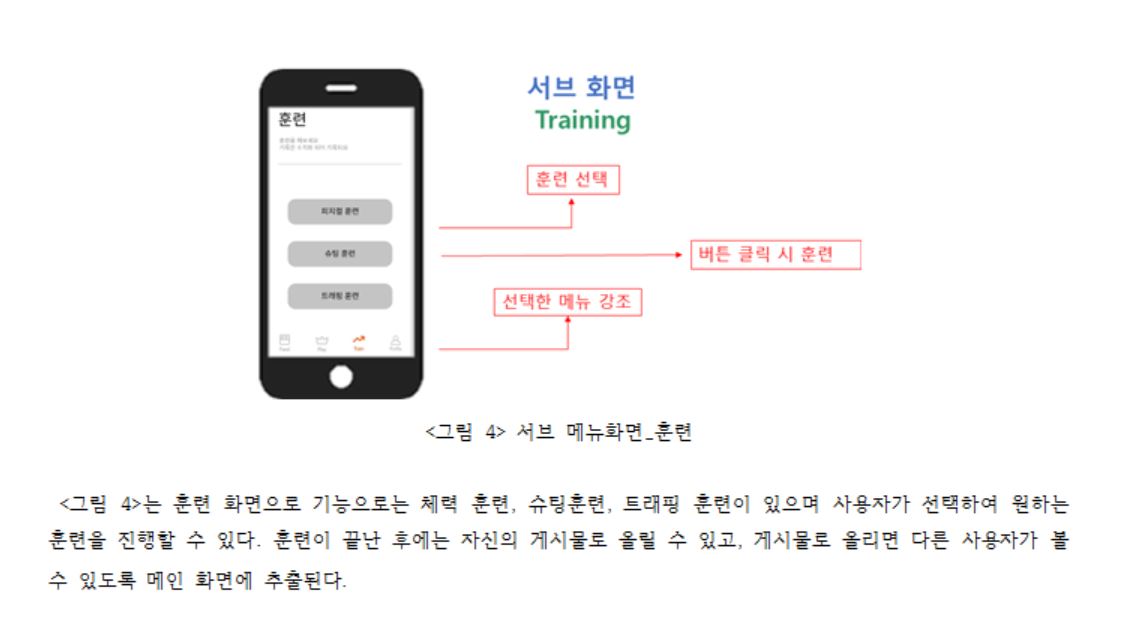 서브 화면
Training
훈련
훈련 선택
피지컬 훈련
슈팅 훈련
버튼 클릭 시 훈련
트래핑 훈련
선택한 메뉴 강조
<그림 4> 서브 메뉴화면_훈련
<그림 4>는 훈련 화면으로 기능으로는 체력 훈련, 슈팅훈련, 트래핑 훈련이 있으며 사용자가 선택하여 원하는
훈련을 진행할 수 있다. 훈련이 끝난 후에는 자신의 게시물로 올릴 수 있고, 게시물로 올리면 다른 사용자가 볼
수 있도록 메인 화면에 추출된다.